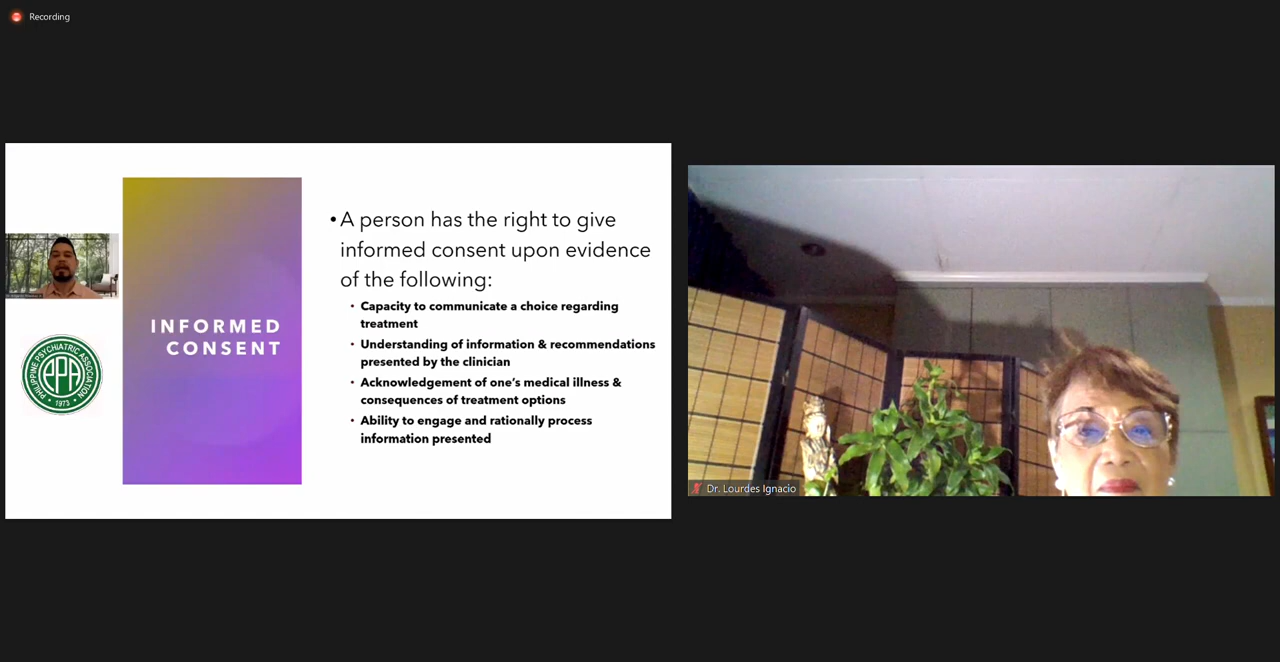 Recording
INFORMED
CONSENT
• A person has the right to give
informed consent upon evidence
of the following:
• Capacity to communicate a choice regarding
treatment
• Understanding of information & recommendations
presented by the clinician
• Acknowledgement of one's medical illness &
consequences of treatment options
• Ability to engage and rationally process
information presented
PHILIPPINE PSYCHIATRIC ASSOCIATION
PPA
• 1973 •
Dr. Lourdes Ignacio